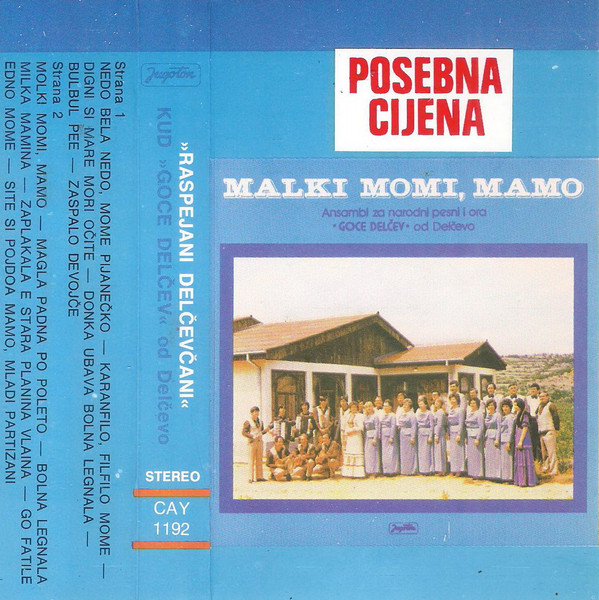 Strana 1
NEDO BELA NEDO, MOME PIJANEČKO — KARANFILO, FILFILO MOME —
DIGNI SI MARE MORI OČITE — DONKA UBAVA BOLNA LEGNALA —
BULBUL PEE — ZASPALO DEVOJČE
Strana 2
MOLKI MOMI, MAMO — MAGLA PADNA PO POLETO — BOLNA LEGNALA
MILKA MAMINA — ZAPLAKALA E STARA PLANINA VLAINA — GO FATILE
EDNO MOME — SITE SI POJDOA MAMO, MLADI PARTIZANI
Jugoton
»RASPEJANI DELČEVČANI«
KUD »GOCE DELČEV« od Delčevo
STEREO
CAY
1192
POSEBNA
CIJENA
MALKI MOMI, MAMO
Ansambl za narodni pesni i ora
"GOCE DELČEV" od Delčevo
Jugoton